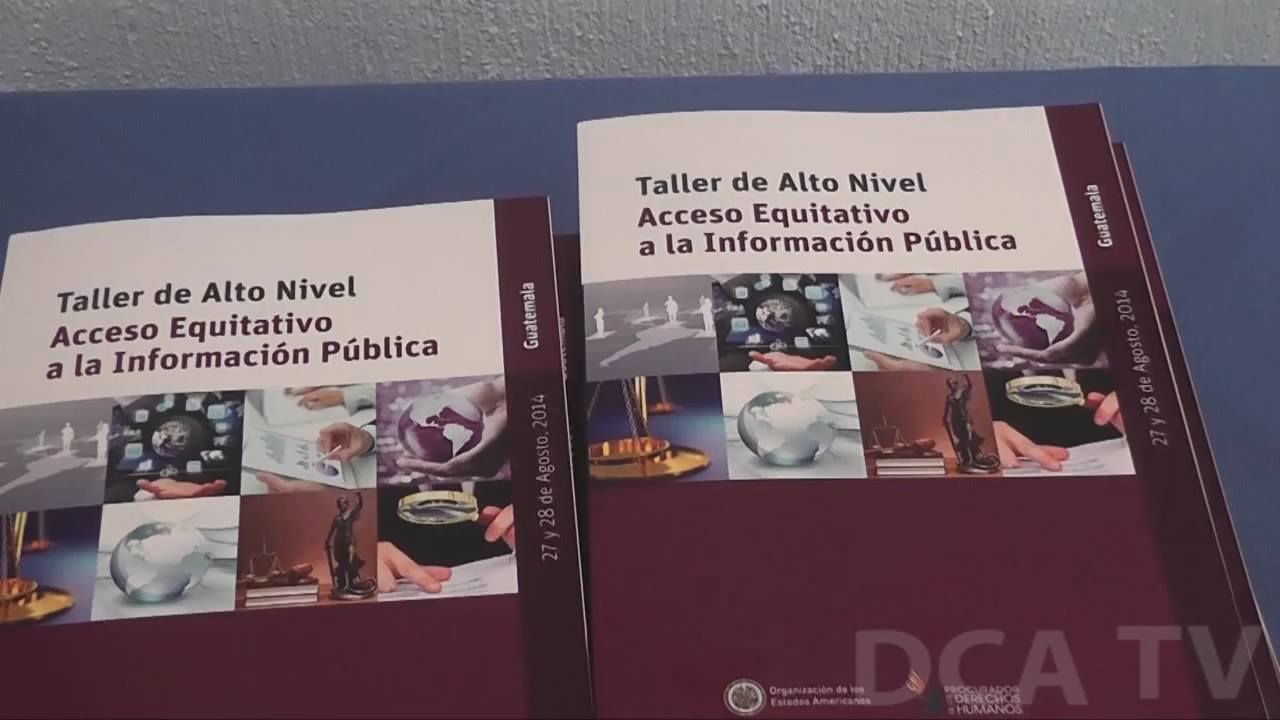 Taller de Alto Nivel
Acceso Equitativo
a la Información Pública
Guatemala
27 y 28 de Agosto, 2014
Taller de Alto Nivel
Acceso Equitativo
a la Información Pública
Guatemala
27 y 28 de Agosto, 2014
Organización de los
Estados Americanos
PROCURADOR
DERECHOS
HUMANOS
DCA TV